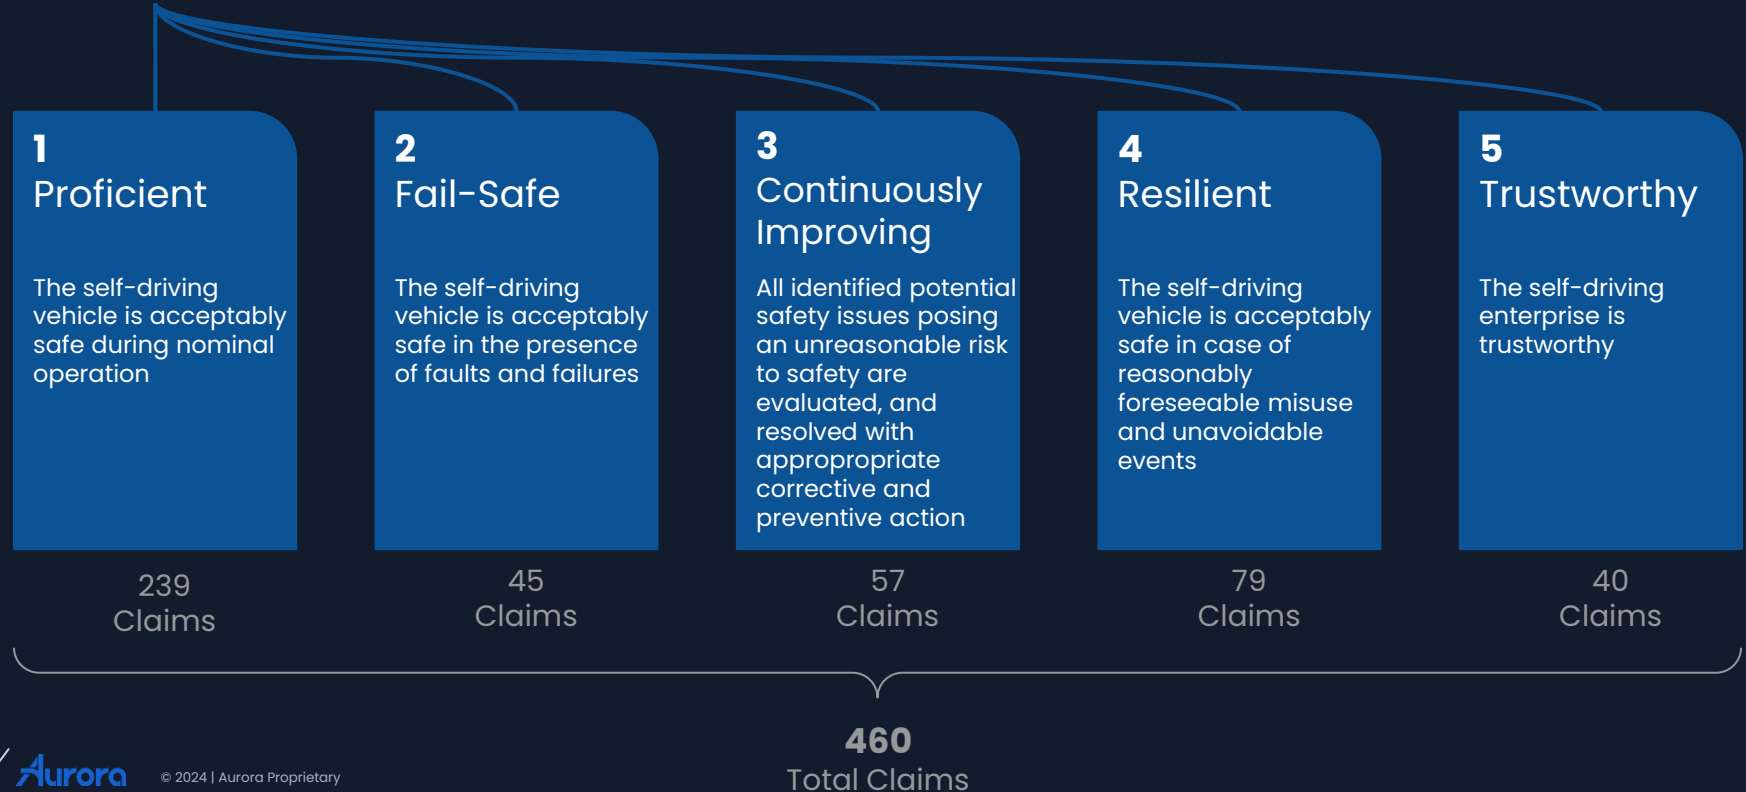 1
Proficient
The self-driving
vehicle is acceptably
safe during nominal
operation
239
Claims
2
Fail-Safe
The self-driving
vehicle is acceptably
safe in the presence
of faults and failures
45
Claims
3
Continuously
Improving
All identified potential
safety issues posing
an unreasonable risk
to safety are
evaluated, and
resolved with
appropropriate
corrective and
preventive action
57
Claims
4
Resilient
The self-driving
vehicle is acceptably
safe in case of
reasonably
foreseeable misuse
and unavoidable
events
79
Claims
5
Trustworthy
The self-driving
enterprise is
trustworthy
40
Claims
460
Total Claims
Aurora
© 2024 | Aurora Proprietary